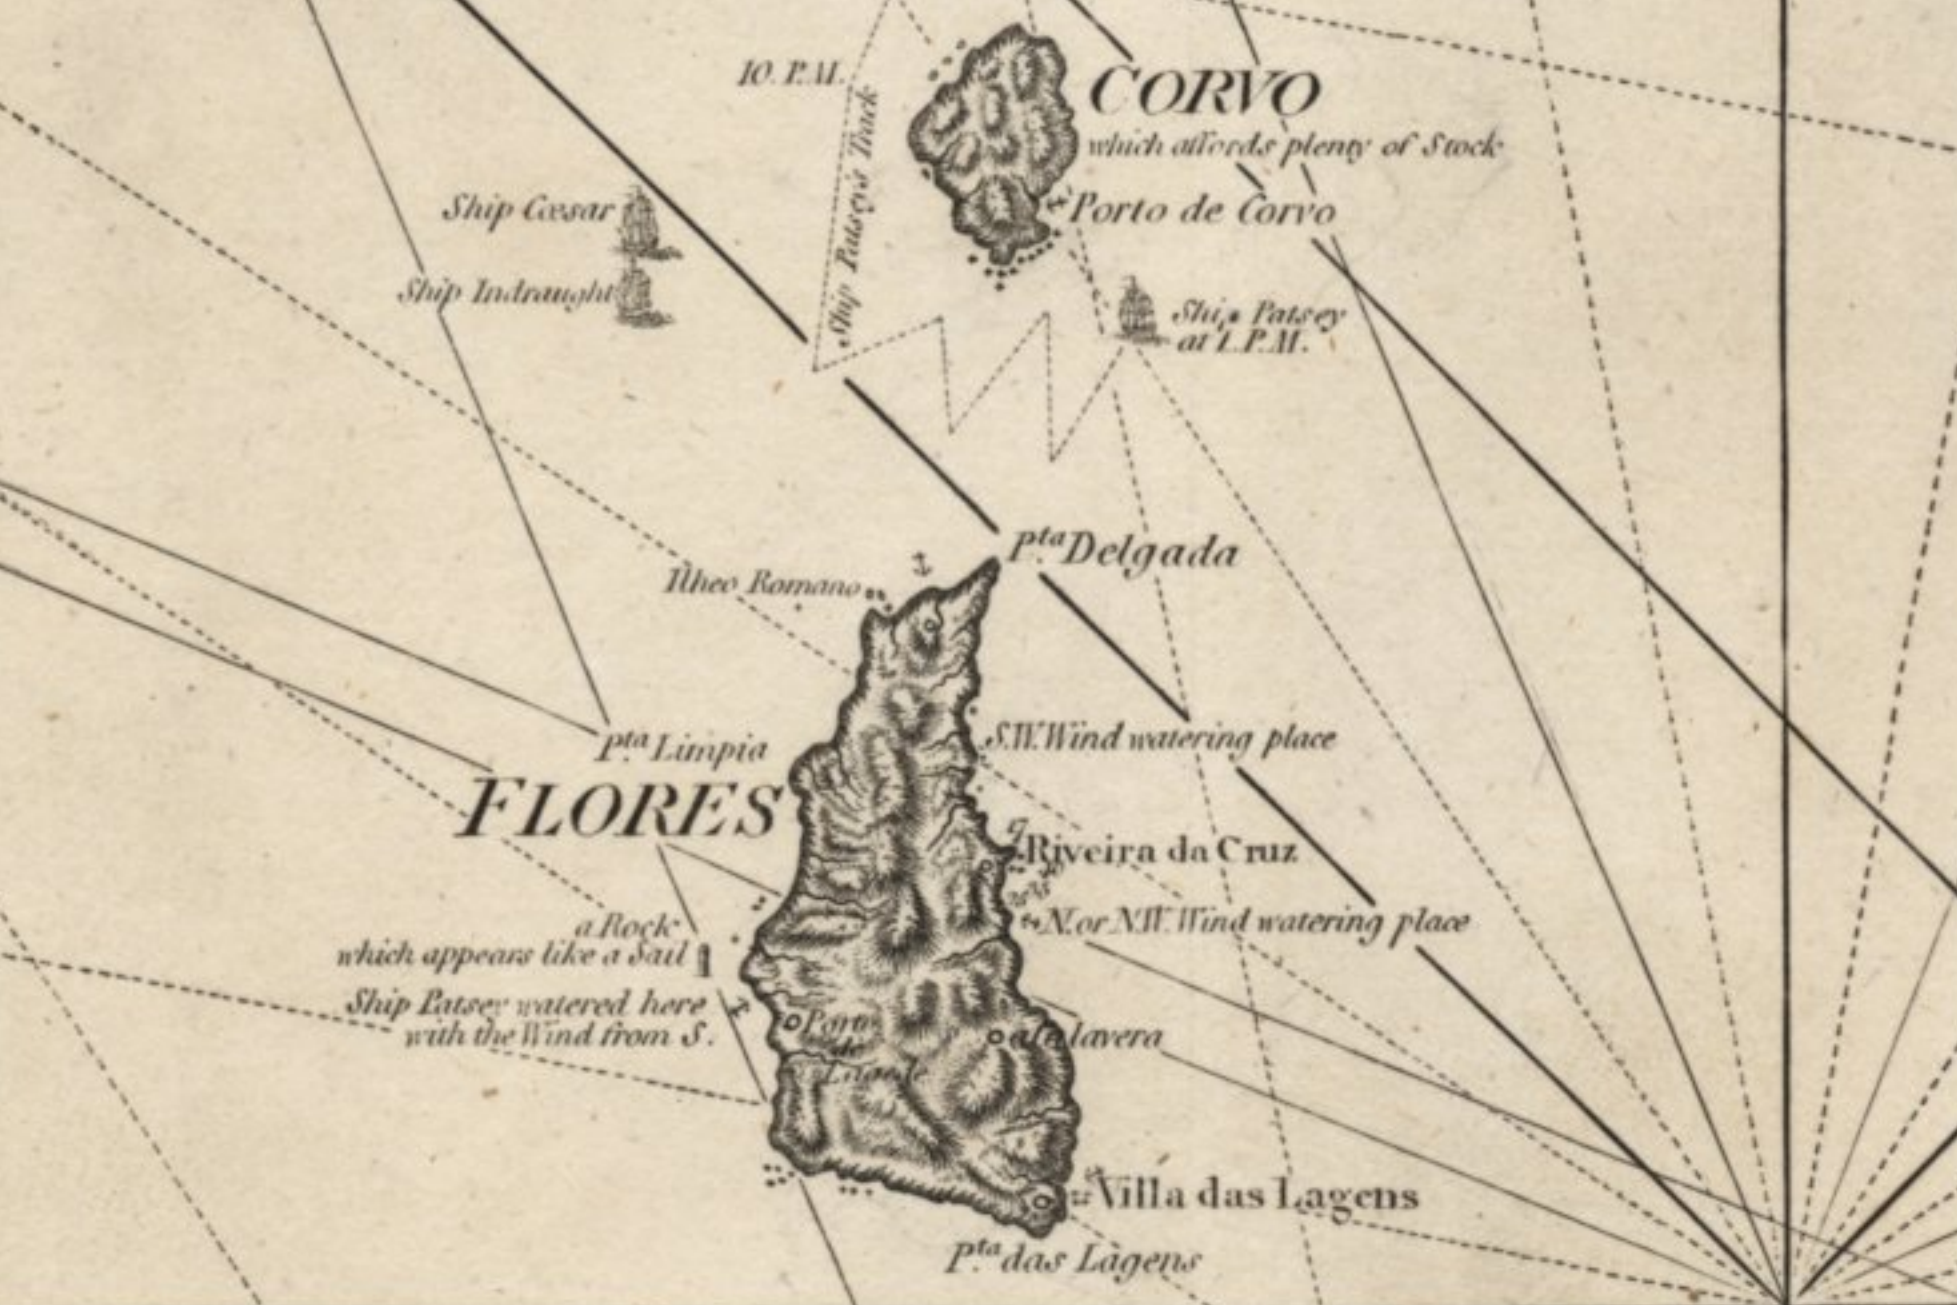 10. P.M.
CORVO
which affords plenty of Stock
Ship Patsey's Track
Ship Cæsar
Porto de Corvo
Ship Indraught
Ship Patsey
at 1. P.M.
Pta. Delgada
Ilheo Romano
S.W. Wind watering place
Pta. Limpia
FLORES
Riveira da Cruz
a Rock
which appears like a Sail
N. or N.W. Wind watering place
Ship Patsey watered here
with the Wind from S.
Porto
de
Villa das Lagens
Pta. das Lagens